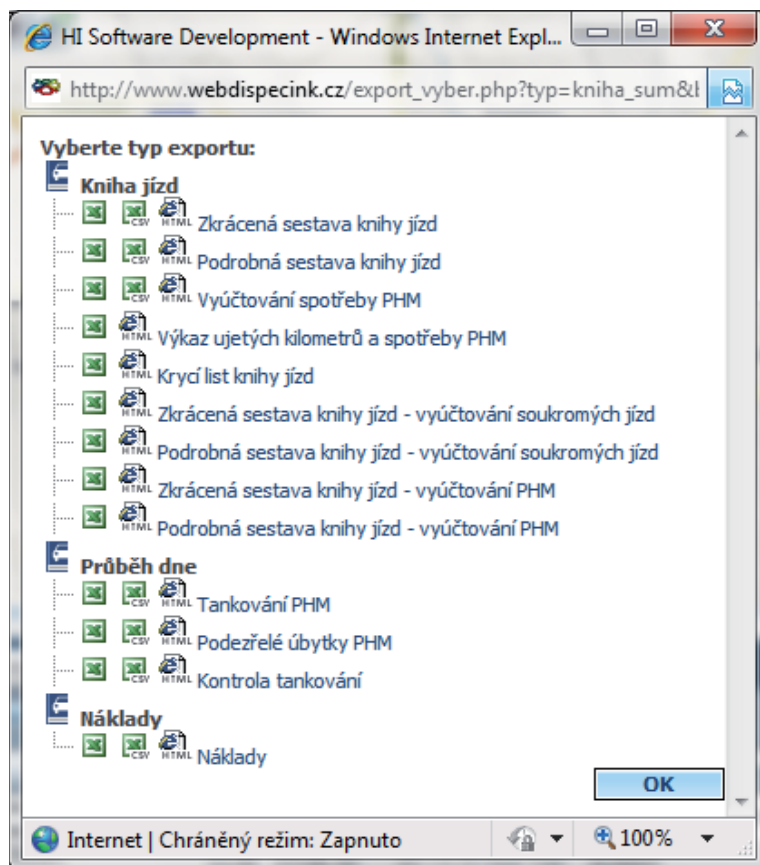 HI Software Development - Windows Internet Expl...
http://www.webdispecink.cz/export_vyber.php?typ=kniha_sum&
Vyberte typ exportu:
Kniha jízd
CSV HTML Zkrácená sestava knihy jízd
CSV HTML Podrobná sestava knihy jízd
CSV HTML Vyúčtování spotřeby PHM
HTML Výkaz ujetých kilometrů a spotřeby PHM
HTML Krycí list knihy jízd
HTML Zkrácená sestava knihy jízd - vyúčtování soukromých jízd
HTML Podrobná sestava knihy jízd - vyúčtování soukromých jízd
HTML Zkrácená sestava knihy jízd - vyúčtování PHM
HTML Podrobná sestava knihy jízd - vyúčtování PHM
Průběh dne
CSV HTML Tankování PHM
CSV HTML Podezřelé úbytky PHM
CSV HTML Kontrola tankování
Náklady
CSV HTML Náklady
OK
Internet | Chráněný režim: Zapnuto 100%